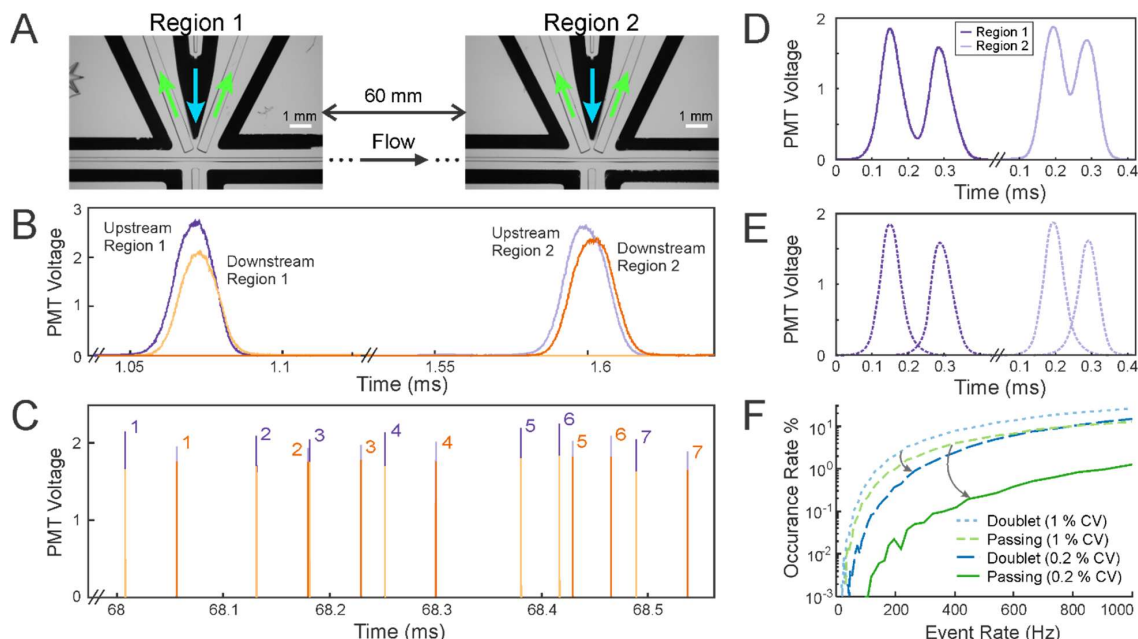 A
Region 1
Region 2
60 mm
Flow
1 mm
1 mm
B
PMT Voltage
3
2
1
0
Upstream
Region 1
Downstream
Region 1
Upstream
Region 2
Downstream
Region 2
1.05
1.1
1.55
1.6
Time (ms)
C
PMT Voltage
2
1
0
1
1
2
2
3
3
4
4
5
6
5
6
7
7
68
68.1
68.2
68.3
68.4
68.5
Time (ms)
D
PMT Voltage
2
1
0
Region 1
Region 2
0
0.1
0.2
0.3
0.1
0.2
0.3
0.4
Time (ms)
E
PMT Voltage
2
1
0
0
0.1
0.2
0.3
0.1
0.2
0.3
0.4
Time (ms)
F
Occurance Rate %
10¹
10⁰
10⁻¹
10⁻²
10⁻³
Doublet (1 % CV)
Passing (1 % CV)
Doublet (0.2 % CV)
Passing (0.2 % CV)
0
200
400
600
800
1000
Event Rate (Hz)